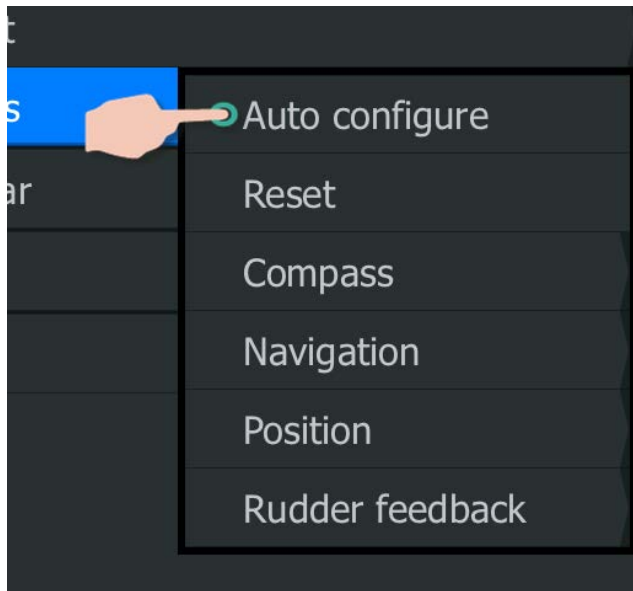 t
s
Auto configure
ar
Reset
Compass
Navigation
Position
Rudder feedback